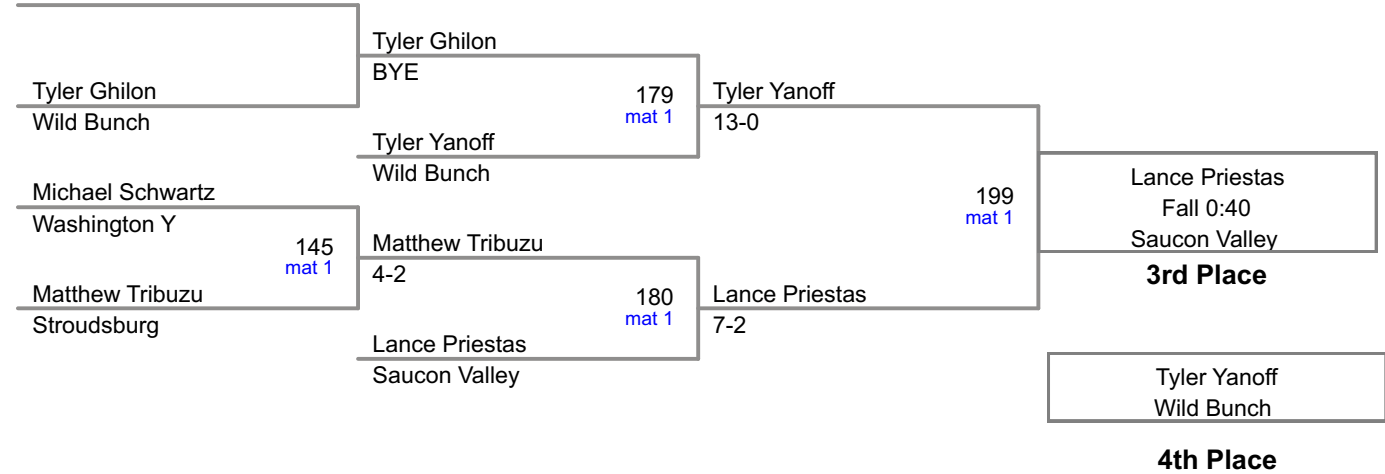 Tyler Ghilon
BYE
Tyler Ghilon
Wild Bunch
179
mat 1
Tyler Yanoff
13-0
Tyler Yanoff
Wild Bunch
Michael Schwartz
Washington Y
145
mat 1
Matthew Tribuzu
4-2
Matthew Tribuzu
Stroudsburg
180
mat 1
Lance Priestas
7-2
Lance Priestas
Saucon Valley
199
mat 1
Lance Priestas
Fall 0:40
Saucon Valley
3rd Place
Tyler Yanoff
Wild Bunch
4th Place